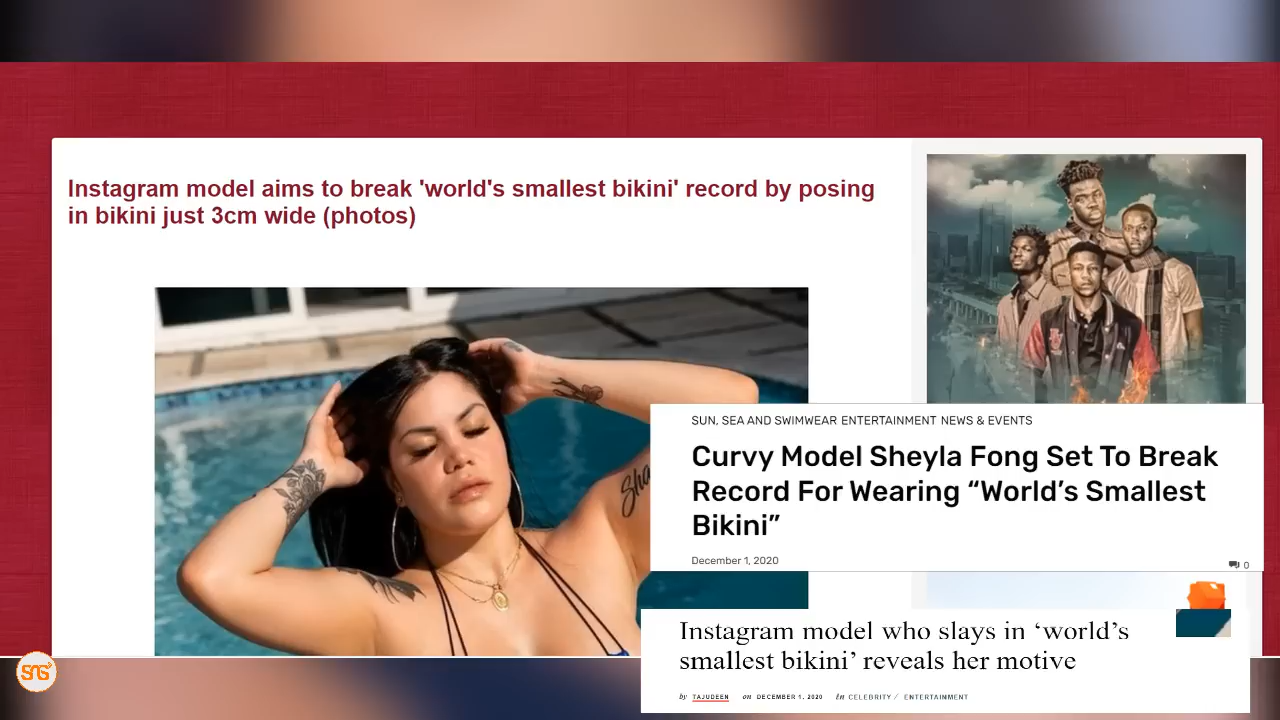 Instagram model aims to break 'world's smallest bikini' record by posing
in bikini just 3cm wide (photos)
SUN, SEA AND SWIMWEAR ENTERTAINMENT NEWS & EVENTS
Curvy Model Sheyla Fong Set To Break
Record For Wearing “World’s Smallest
Bikini”
December 1, 2020
0
Instagram model who slays in ‘world’s
smallest bikini’ reveals her motive
by TAJUDEEN on DECEMBER 1, 2020 in CELEBRITY / ENTERTAINMENT
Sha